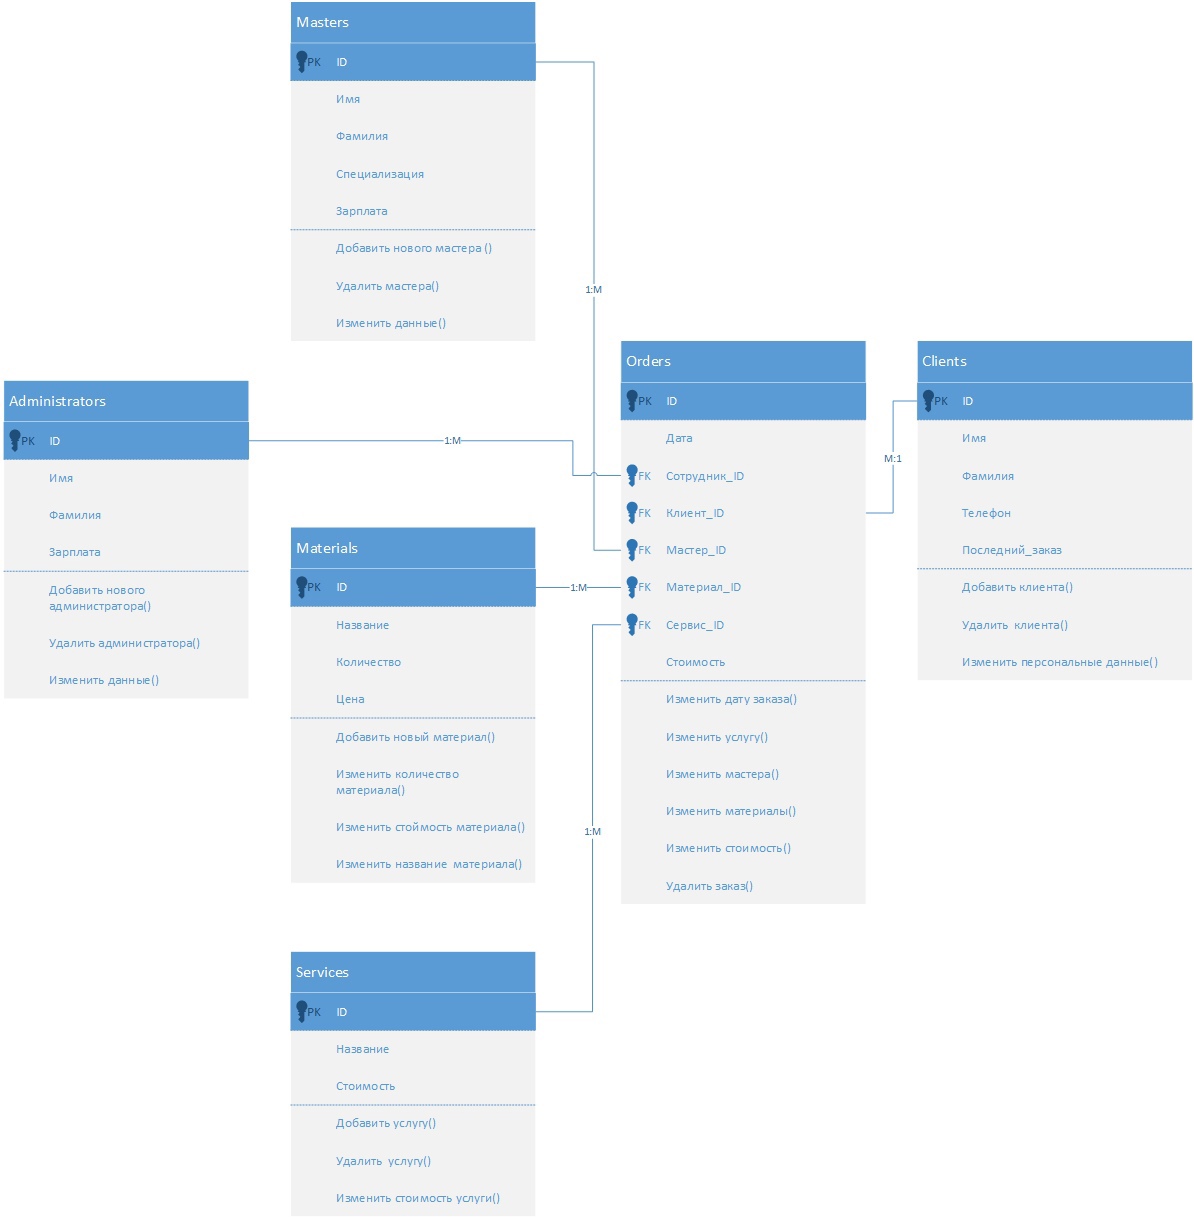 Masters
PK ID
Имя
Фамилия
Специализация
Зарплата
Добавить нового мастера ()
Удалить мастера()
Изменить данные()
1:M
Administrators
PK ID
Имя
Фамилия
Зарплата
Добавить нового
администратора()
Удалить администратора()
Изменить данные()
1:M
Materials
PK ID
Название
Количество
Цена
Добавить новый материал()
Изменить количество
материала()
Изменить стоймость материала()
Изменить название материала()
1:M
Services
PK ID
Название
Стоимость
Добавить услугу()
Удалить услугу()
Изменить стоимость услуги()
1:M
Orders
PK ID
Дата
FK Сотрудник_ID
FK Клиент_ID
FK Мастер_ID
FK Материал_ID
FK Сервис_ID
Стоимость
Изменить дату заказа()
Изменить услугу()
Изменить мастера()
Изменить материалы()
Изменить стоимость()
Удалить заказ()
M:1
Clients
PK ID
Имя
Фамилия
Телефон
Последний_заказ
Добавить клиента()
Удалить клиента()
Изменить персональные данные()